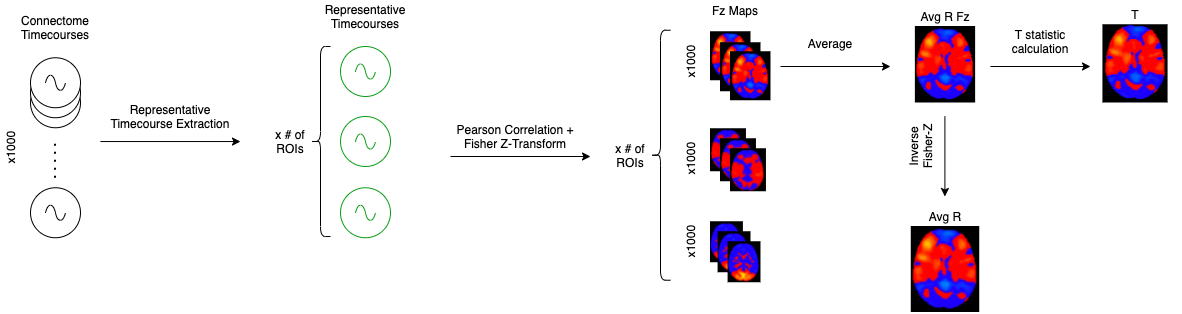 Connectome
Timecourses
x1000
Representative
Timecourse Extraction
Representative
Timecourses
x # of
ROIs
Pearson Correlation +
Fisher Z-Transform
Fz Maps
x # of
ROIs
x1000
x1000
x1000
Average
Avg R Fz
T statistic
calculation
T
Inverse
Fisher-Z
Avg R